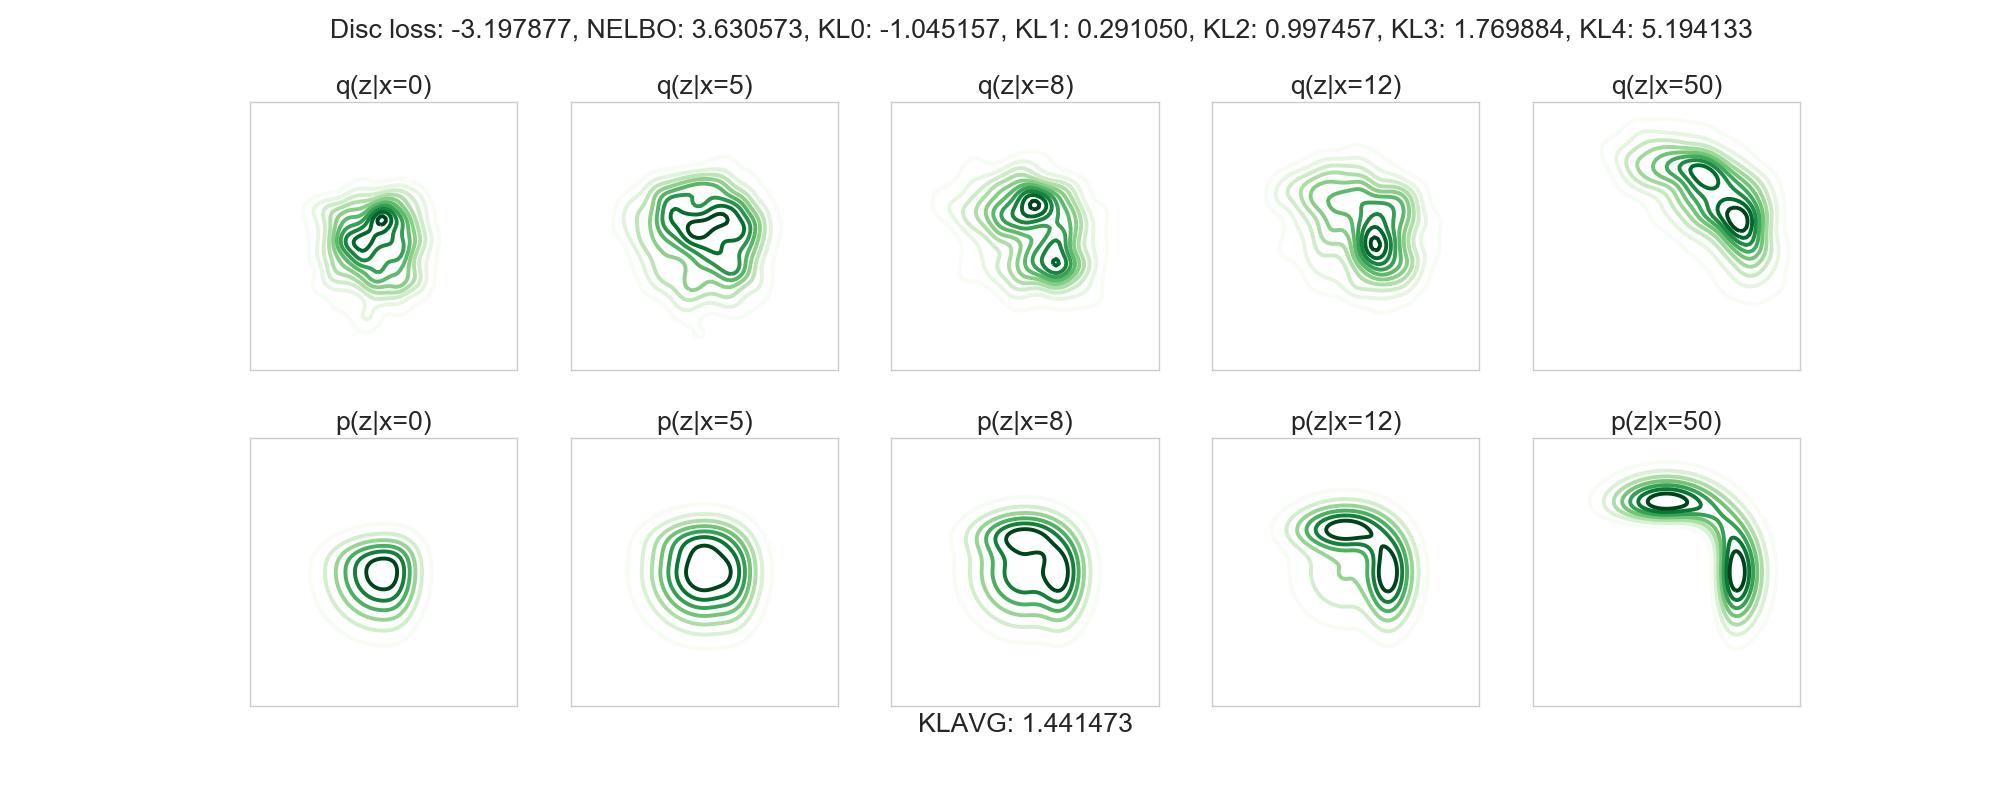 Disc loss: -3.197877, NELBO: 3.630573, KL0: -1.045157, KL1: 0.291050, KL2: 0.997457, KL3: 1.769884, KL4: 5.194133
q(z|x=0)
q(z|x=5)
q(z|x=8)
q(z|x=12)
q(z|x=50)
p(z|x=0)
p(z|x=5)
p(z|x=8)
p(z|x=12)
p(z|x=50)
KLAVG: 1.441473